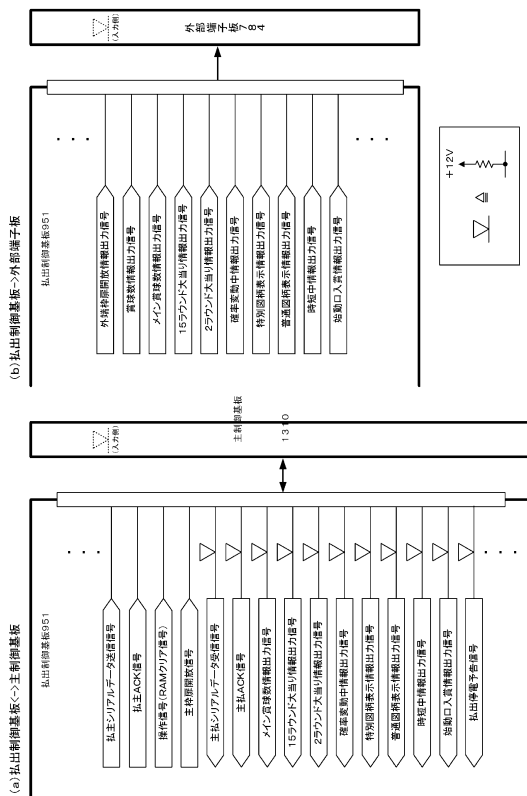 (a)払出制御基板<->主制御基板
払出制御基板951
払主シリアルデータ送信信号
払主ACK信号
操作信号(RAMクリア信号)
主枠扉開放信号
主払シリアルデータ受信信号
主払ACK信号
メイン賞球数情報出力信号
15ラウンド大当り情報出力信号
2ラウンド大当り情報出力信号
確率変動中情報出力信号
特別図柄表示情報出力信号
普通図柄表示情報出力信号
時短中情報出力信号
始動口入賞情報出力信号
払出停電予告信号
(入力側)
主制御基板
1310
(b)払出制御基板->外部端子板
払出制御基板951
外端枠扉開放情報出力信号
賞球数情報出力信号
メイン賞球数情報出力信号
15ラウンド大当り情報出力信号
2ラウンド大当り情報出力信号
確率変動中情報出力信号
特別図柄表示情報出力信号
普通図柄表示情報出力信号
時短中情報出力信号
始動口入賞情報出力信号
(入力側)
外部端子板
784
+12V